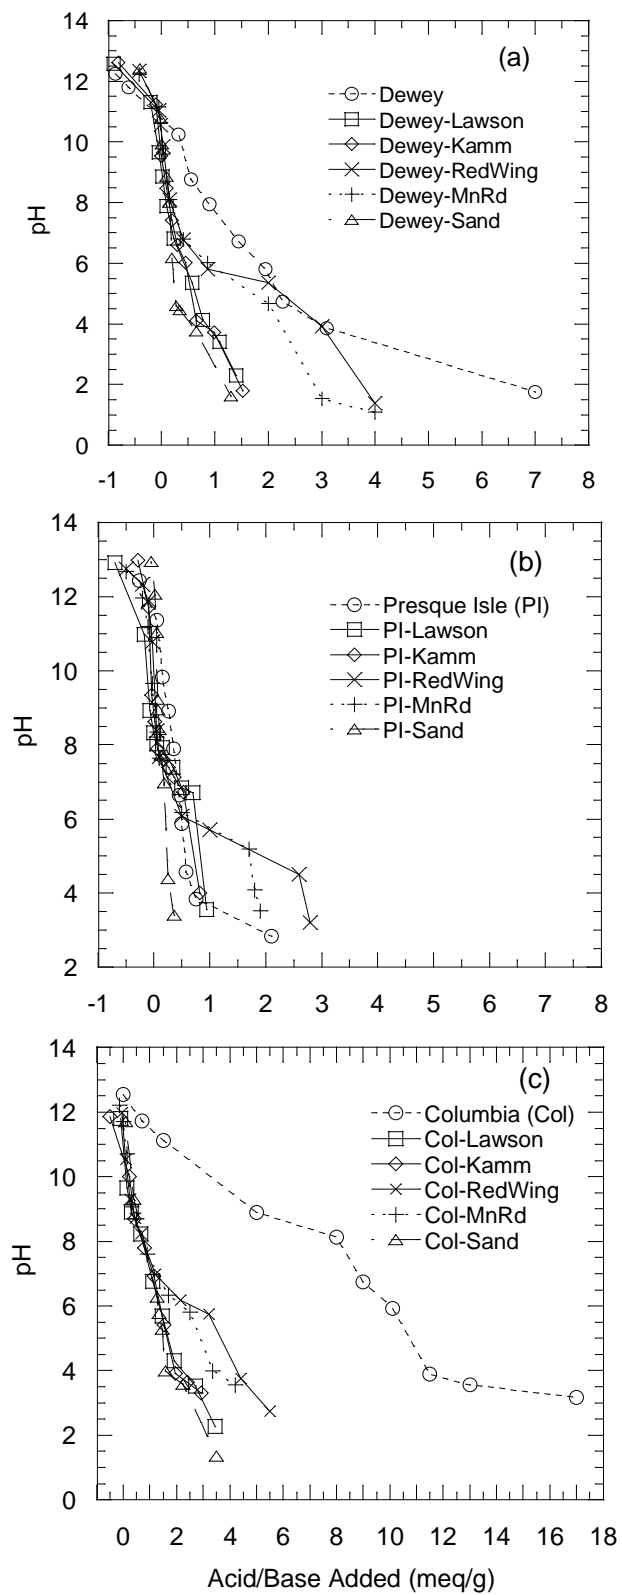 14
12
10
8
6
4
2
0
pH
(a)
Dewey
Dewey-Lawson
Dewey-Kamm
Dewey-RedWing
Dewey-MnRd
Dewey-Sand
-1 0 1 2 3 4 5 6 7 8
14
12
10
8
6
4
2
pH
(b)
Presque Isle (PI)
PI-Lawson
PI-Kamm
PI-RedWing
PI-MnRd
PI-Sand
-1 0 1 2 3 4 5 6 7 8
14
12
10
8
6
4
2
0
pH
(c)
Columbia (Col)
Col-Lawson
Col-Kamm
Col-RedWing
Col-MnRd
Col-Sand
0 2 4 6 8 10 12 14 16 18
Acid/Base Added (meq/g)